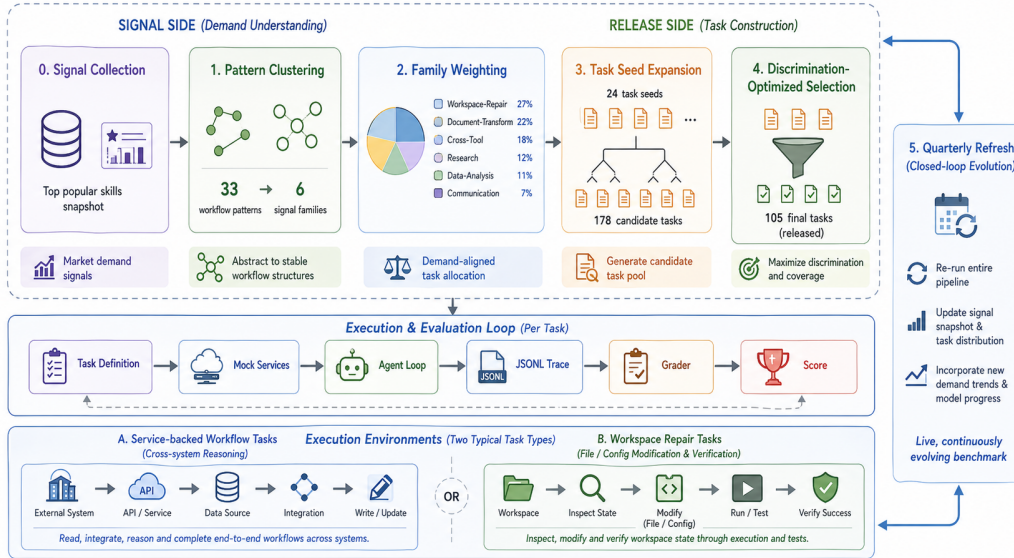 SIGNAL SIDE (Demand Understanding)
RELEASE SIDE (Task Construction)
0. Signal Collection
Top popular skills
snapshot
1. Pattern Clustering
33 → 6
workflow patterns signal families
2. Family Weighting
Workspace-Repair 27%
Document-Transform 22%
Cross-Tool 18%
Research 12%
Data-Analysis 11%
Communication 7%
3. Task Seed Expansion
24 task seeds
...
178 candidate tasks
4. Discrimination-
Optimized Selection
105 final tasks
(released)
Market demand
signals
Abstract to stable
workflow structures
Demand-aligned
task allocation
Generate candidate
task pool
Maximize discrimination
and coverage
5. Quarterly Refresh
(Closed-loop Evolution)
Re-run entire
pipeline
Update signal
snapshot &
task distribution
Incorporate new
demand trends &
model progress
Live, continuously
evolving benchmark
Execution & Evaluation Loop (Per Task)
Task Definition
Mock Services
Agent Loop
JSONL
JSONL Trace
Grader
Score
Execution Environments (Two Typical Task Types)
A. Service-backed Workflow Tasks
(Cross-system Reasoning)
External System
API
API / Service
Data Source
Integration
Write / Update
Read, integrate, reason and complete end-to-end workflows across systems.
OR
B. Workspace Repair Tasks
(File / Config Modification & Verification)
Workspace
Inspect State
Modify
(File / Config)
Run / Test
Verify Success
Inspect, modify and verify workspace state through execution and tests.